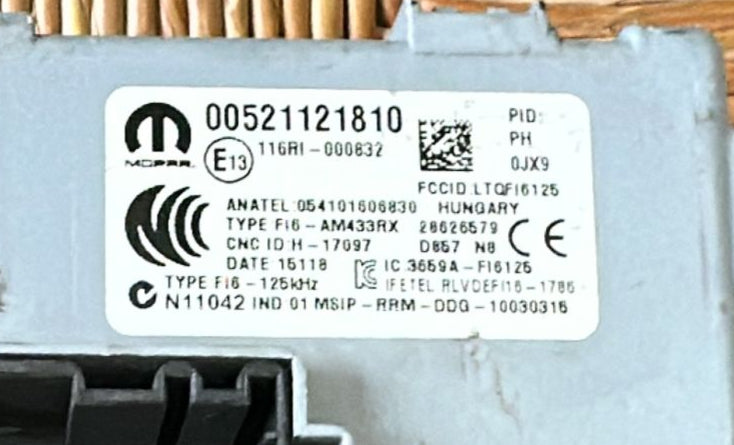 00521121810
MOPAR
E13
116RI-000832
PID:
PH
0JX9
FCCID:LTQFI6125
ANATEL:054101606830 HUNGARY
TYPE FI6-AM433RX 28626579
CNC ID:H-17097 D857 N8
CE
DATE 15118 IC:3659A-FI6125
TYPE FI6-125kHz IFETEL RLVDEFI16-1786
N11042 IND 01 MSIP-RRM-DDG-10030316